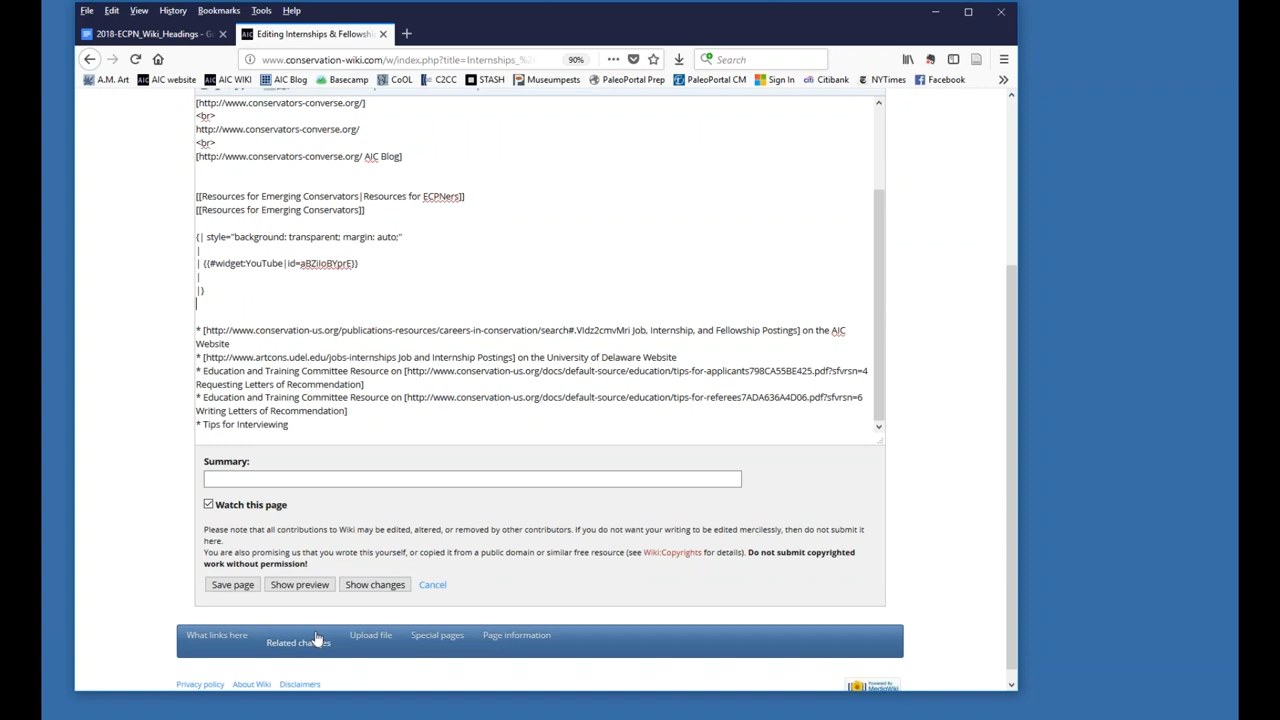 File Edit View History Bookmarks Tools Help
2018-ECPN_Wiki_Headings - G
Editing Internships & Fellowsh
www.conservation-wiki.com/w/index.php?title=Internships_
90%
Search
A.M. Art AIC website AIC WIKI AIC Blog Basecamp CoOL C2CC STASH Museumpests PaleoPortal Prep PaleoPortal CM Sign In Citibank NYTimes Facebook
[http://www.conservators-converse.org/]
<br>
http://www.conservators-converse.org/
<br>
[http://www.conservators-converse.org/ AIC Blog]
[[Resources for Emerging Conservators|Resources for ECPNers]]
[[Resources for Emerging Conservators]]
{| style="background: transparent; margin: auto;"
|
| {{#widget:YouTube|id=aBZiIoBYprE}}
|
|}
* [http://www.conservation-us.org/publications-resources/careers-in-conservation/search#.VIdz2cmvMri Job, Internship, and Fellowship Postings] on the AIC
Website
* [http://www.artcons.udel.edu/jobs-internships Job and Internship Postings] on the University of Delaware Website
* Education and Training Committee Resource on [http://www.conservation-us.org/docs/default-source/education/tips-for-applicants798CA55BE425.pdf?sfvrsn=4
Requesting Letters of Recommendation]
* Education and Training Committee Resource on [http://www.conservation-us.org/docs/default-source/education/tips-for-referees7ADA636A4D06.pdf?sfvrsn=6
Writing Letters of Recommendation]
* Tips for Interviewing
Summary:
Watch this page
Please note that all contributions to Wiki may be edited, altered, or removed by other contributors. If you do not want your writing to be edited mercilessly, then do not submit it
here.
You are also promising us that you wrote this yourself, or copied it from a public domain or similar free resource (see Wiki:Copyrights for details). Do not submit copyrighted
work without permission!
Save page Show preview Show changes Cancel
What links here Related changes Upload file Special pages Page information
Privacy policy About Wiki Disclaimers
Powered By
MediaWiki